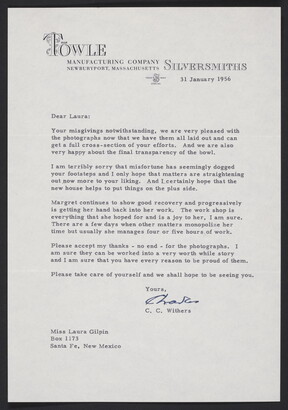 The
TOWLE
MANUFACTURING COMPANY
NEWBURYPORT, MASSACHUSETTS
SILVERSMITHS
31 January 1956
Dear Laura:
Your misgivings notwithstanding, we are very pleased with
the photographs now that we have them all laid out and can
get a full cross-section of your efforts. And we are also
very happy about the final transparency of the bowl.
I am terribly sorry that misfortune has seemingly dogged
your footsteps and I only hope that matters are straightening
out now more to your liking. And I certainly hope that the
new house helps to put things on the plus side.
Margret continues to show good recovery and progressively
is getting her hand back into her work. The work shop is
everything that she hoped for and is a joy to her, I am sure.
There are a few days when other matters monopolize her
time but usually she manages four or five hours of work.
Please accept my thanks - no end - for the photographs. I
am sure they can be worked into a very worth while story
and I am sure that you have every reason to be proud of them.
Please take care of yourself and we shall hope to be seeing you.
Yours,
Charles
C. C. Withers
Miss Laura Gilpin
Box 1173
Santa Fe, New Mexico